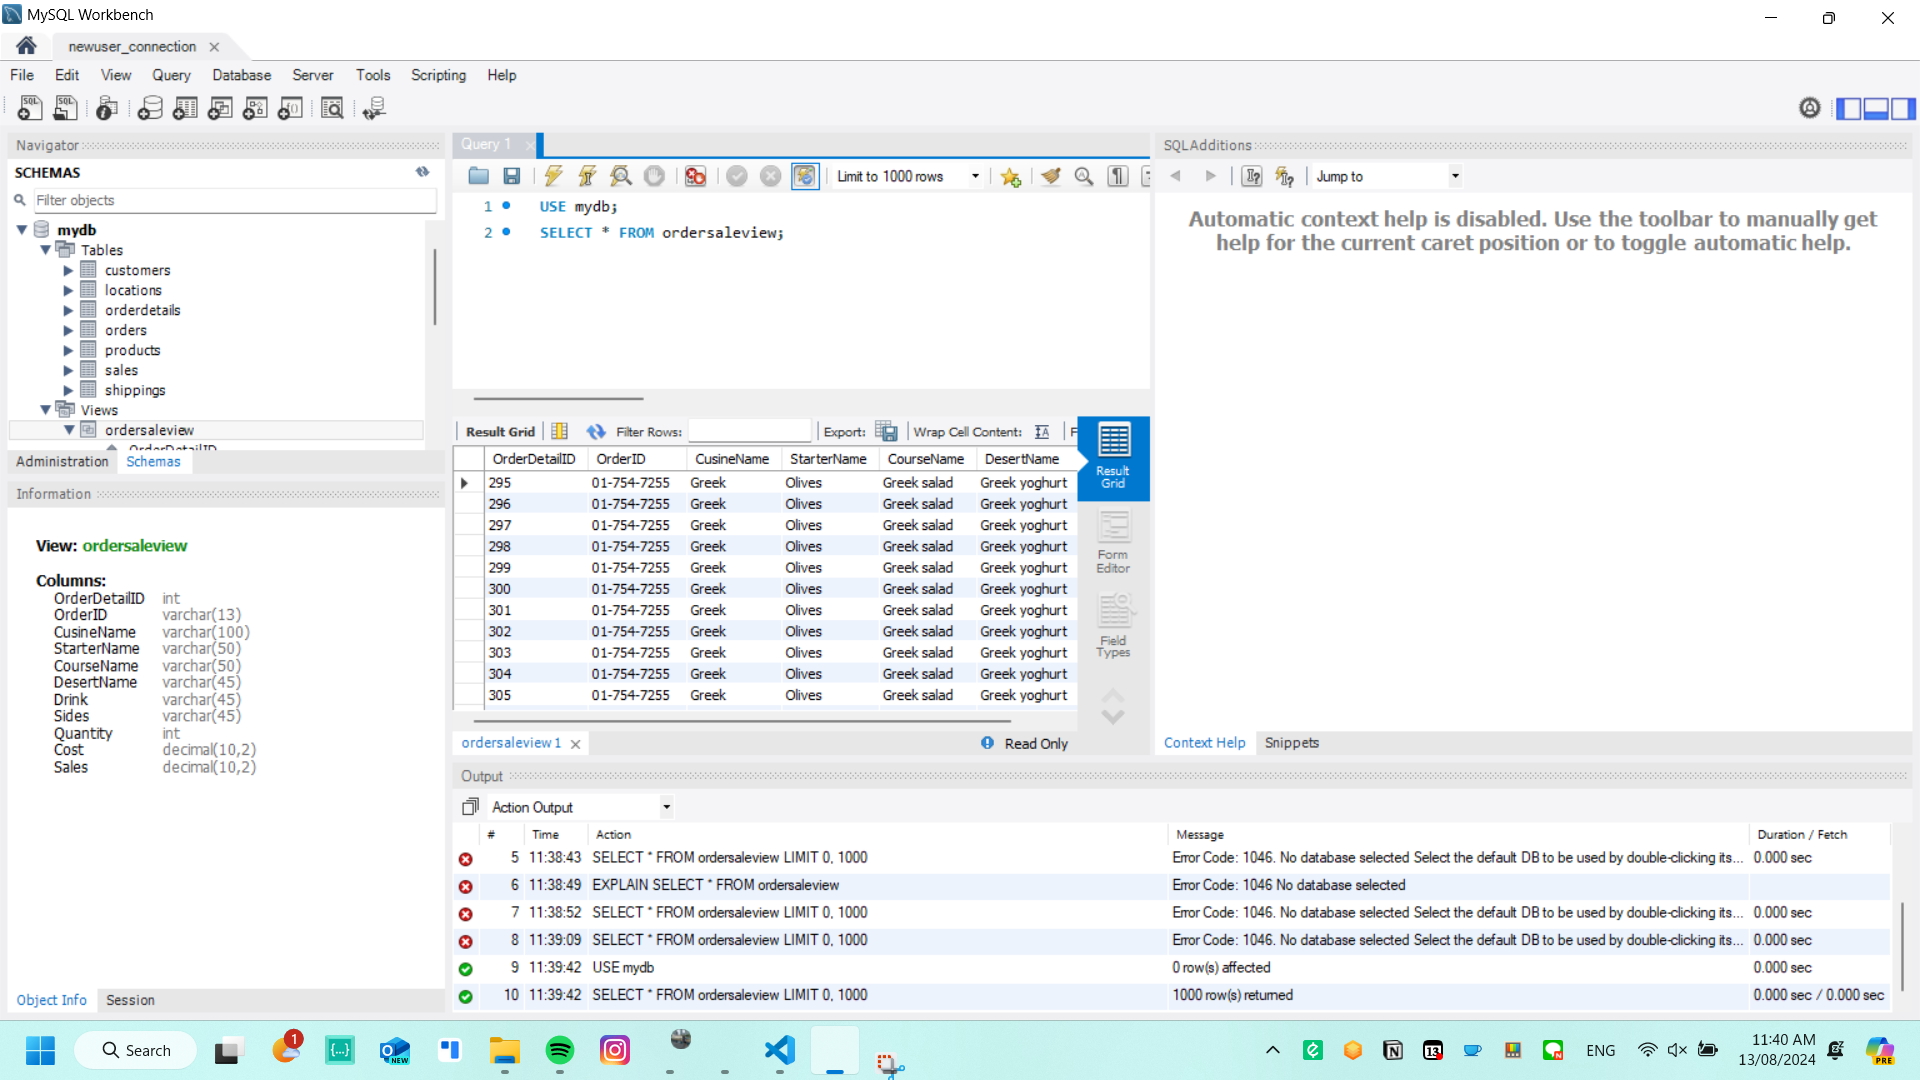 MySQL Workbench
newuser_connection
File Edit View Query Database Server Tools Scripting Help
Navigator
SCHEMAS
Filter objects
mydb
Tables
customers
locations
orderdetails
orders
products
sales
shippings
Views
ordersaleview
OrderDetailID
Administration Schemas
Information
View: ordersaleview
Columns:
OrderDetailID int
OrderID varchar(13)
CusineName varchar(100)
StarterName varchar(50)
CourseName varchar(50)
DesertName varchar(45)
Drink varchar(45)
Sides varchar(45)
Quantity int
Cost decimal(10,2)
Sales decimal(10,2)
Object Info Session
Query 1
Limit to 1000 rows
1 USE mydb;
2 SELECT * FROM ordersaleview;
Result Grid Filter Rows: Export: Wrap Cell Content: F
OrderDetailID OrderID CusineName StarterName CourseName DesertName
295 01-754-7255 Greek Olives Greek salad Greek yoghurt
296 01-754-7255 Greek Olives Greek salad Greek yoghurt
297 01-754-7255 Greek Olives Greek salad Greek yoghurt
298 01-754-7255 Greek Olives Greek salad Greek yoghurt
299 01-754-7255 Greek Olives Greek salad Greek yoghurt
300 01-754-7255 Greek Olives Greek salad Greek yoghurt
301 01-754-7255 Greek Olives Greek salad Greek yoghurt
302 01-754-7255 Greek Olives Greek salad Greek yoghurt
303 01-754-7255 Greek Olives Greek salad Greek yoghurt
304 01-754-7255 Greek Olives Greek salad Greek yoghurt
305 01-754-7255 Greek Olives Greek salad Greek yoghurt
Result
Grid
Form
Editor
Field
Types
ordersaleview 1
Read Only
SQLAdditions
Jump to
Automatic context help is disabled. Use the toolbar to manually get
help for the current caret position or to toggle automatic help.
Context Help Snippets
Output
Action Output
# Time Action Message Duration / Fetch
5 11:38:43 SELECT * FROM ordersaleview LIMIT 0, 1000 Error Code: 1046. No database selected Select the default DB to be used by double-clicking its... 0.000 sec
6 11:38:49 EXPLAIN SELECT * FROM ordersaleview Error Code: 1046 No database selected
7 11:38:52 SELECT * FROM ordersaleview LIMIT 0, 1000 Error Code: 1046. No database selected Select the default DB to be used by double-clicking its... 0.000 sec
8 11:39:09 SELECT * FROM ordersaleview LIMIT 0, 1000 Error Code: 1046. No database selected Select the default DB to be used by double-clicking its... 0.000 sec
9 11:39:42 USE mydb 0 row(s) affected 0.000 sec
10 11:39:42 SELECT * FROM ordersaleview LIMIT 0, 1000 1000 row(s) returned 0.000 sec / 0.000 sec
Search
1
NEW
13
ENG
11:40 AM
13/08/2024
PRE